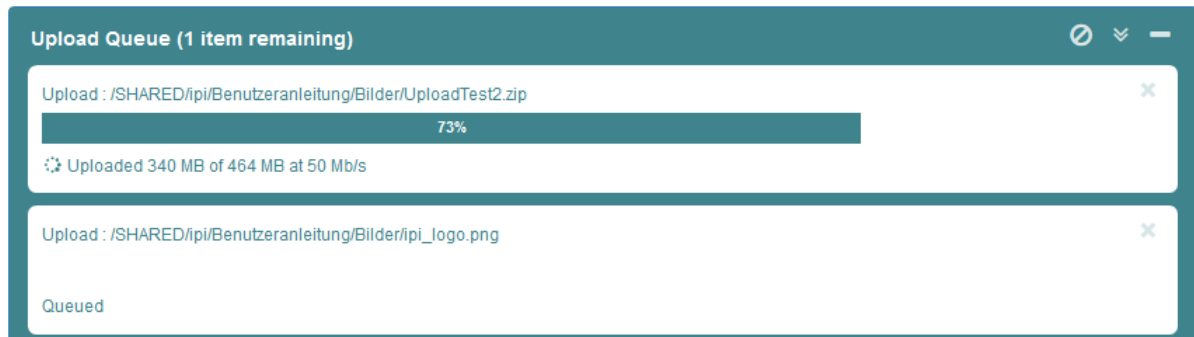 Upload Queue (1 item remaining)
Upload : /SHARED/ipi/Benutzeranleitung/Bilder/UploadTest2.zip
73%
Uploaded 340 MB of 464 MB at 50 Mb/s
Upload : /SHARED/ipi/Benutzeranleitung/Bilder/ipi_logo.png
Queued